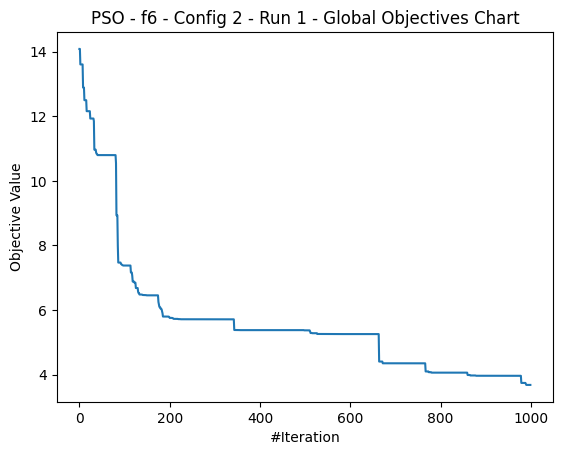 PSO - f6 - Config 2 - Run 1 - Global Objectives Chart
14
12
10
8
6
4
Objective Value
0 200 400 600 800 1000
#Iteration